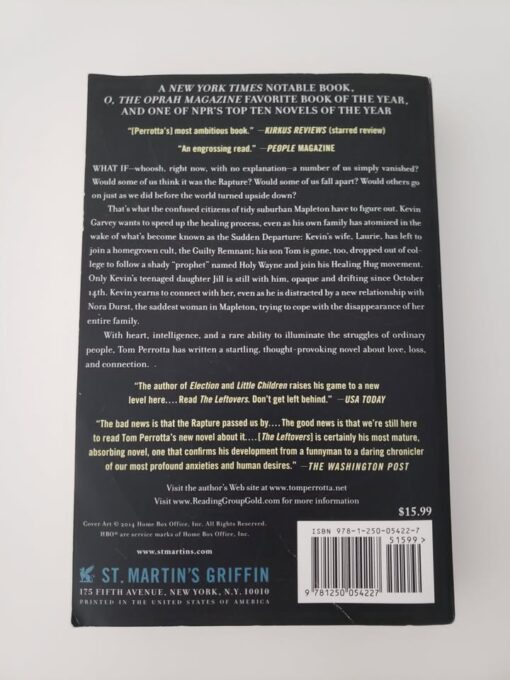 A NEW YORK TIMES NOTABLE BOOK,
O, THE OPRAH MAGAZINE FAVORITE BOOK OF THE YEAR,
AND ONE OF NPR'S TOP TEN NOVELS OF THE YEAR
"[Perrotta's] most ambitious book." —KIRKUS REVIEWS (starred review)
"An engrossing read." —PEOPLE MAGAZINE
WHAT IF—whoosh, right now, with no explanation—a number of us simply vanished?
Would some of us think it was the Rapture? Would some of us fall apart? Would others go
on just as we did before the world turned upside down?
That's what the confused citizens of tidy suburban Mapleton have to figure out. Kevin
Garvey wants to speed up the healing process, even as his own family has atomized in the
wake of what's become known as the Sudden Departure: Kevin's wife, Laurie, has left to
join a homegrown cult, the Guilty Remnant; his son Tom is gone, too, dropped out of col-
lege to follow a shady "prophet" named Holy Wayne and join his Healing Hug movement.
Only Kevin's teenaged daughter Jill is still with him, opaque and drifting since October
14th. Kevin yearns to connect with her, even as he is distracted by a new relationship with
Nora Durst, the saddest woman in Mapleton, trying to cope with the disappearance of her
entire family.
With heart, intelligence, and a rare ability to illuminate the struggles of ordinary
people, Tom Perrotta has written a startling, thought-provoking novel about love, loss,
and connection. .
"The author of Election and Little Children raises his game to a new
level here.... Read The Leftovers. Don't get left behind." —USA TODAY
"The bad news is that the Rapture passed us by.... The good news is that we're still here
to read Tom Perrotta's new novel about it.... [The Leftovers] is certainly his most mature,
absorbing novel, one that confirms his development from a funnyman to a daring chronicler
of our most profound anxieties and human desires." —THE WASHINGTON POST
Visit the author's Web site at www.tomperrotta.net
Visit www.ReadingGroupGold.com for more information
$15.99
Cover Art © 2014 Home Box Office, Inc. All Rights Reserved.
HBO® are service marks of Home Box Office, Inc.
www.stmartins.com
ST. MARTIN'S GRIFFIN
175 FIFTH AVENUE, NEW YORK, N.Y. 10010
PRINTED IN THE UNITED STATES OF AMERICA
ISBN 978-1-250-05422-7
51599>
9 781250 054227